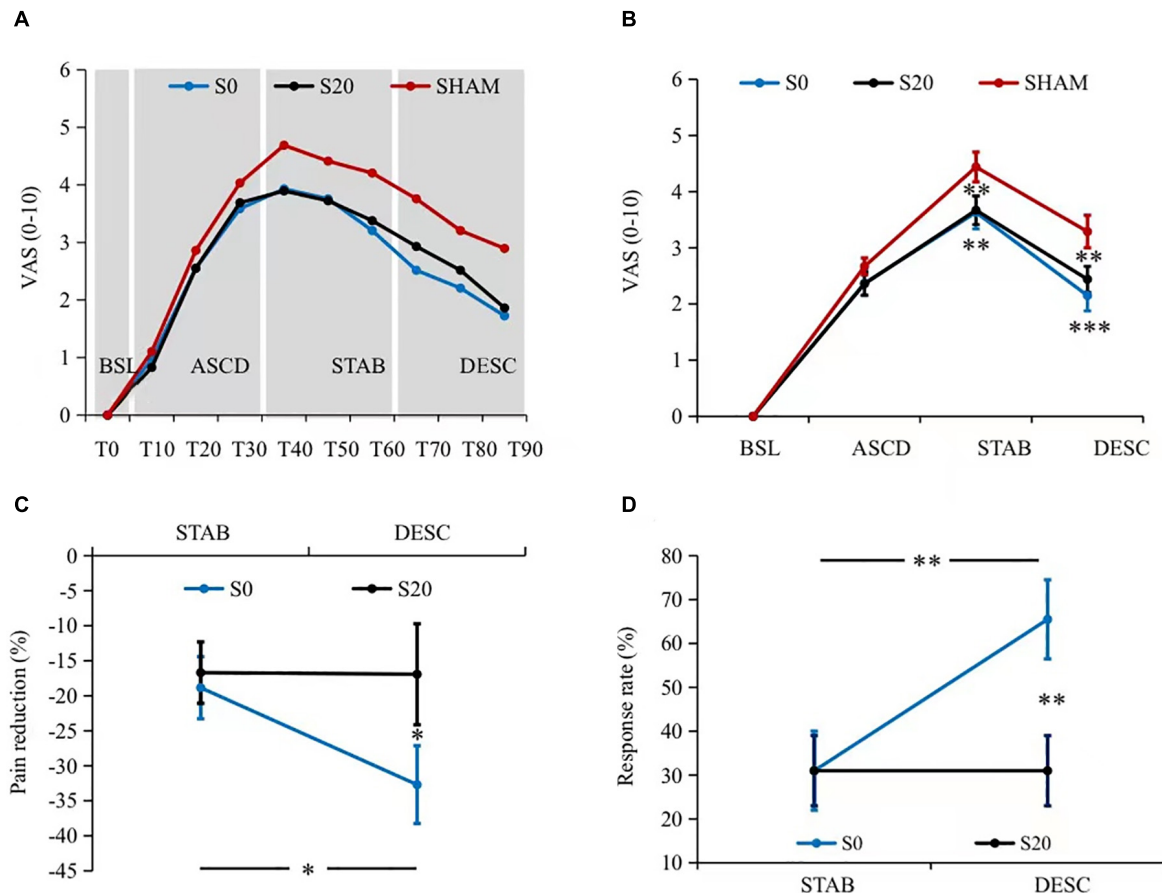 A
S0 S20 SHAM
VAS (0-10)
6
5
4
3
2
1
0
BSL ASCD STAB DESC
T0 T10 T20 T30 T40 T50 T60 T70 T80 T90
B
S0 S20 SHAM
VAS (0-10)
6
5
4
3
2
1
0
**
**
**
***
BSL ASCD STAB DESC
C
STAB DESC
S0 S20
Pain reduction (%)
0
-5
-10
-15
-20
-25
-30
-35
-40
-45
*
*
D
Response rate (%)
80
70
60
50
40
30
20
10
**
**
S0 S20
STAB DESC